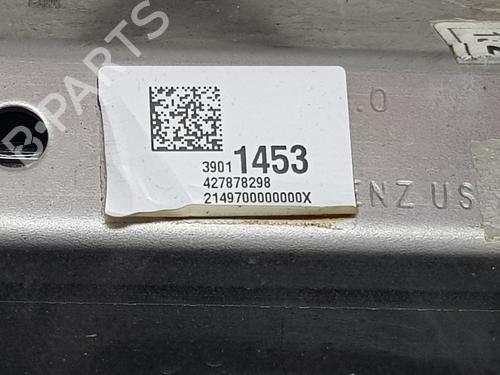 B-PARTS
.0
3901 1453
427878298
2149700000000X
ENZ US